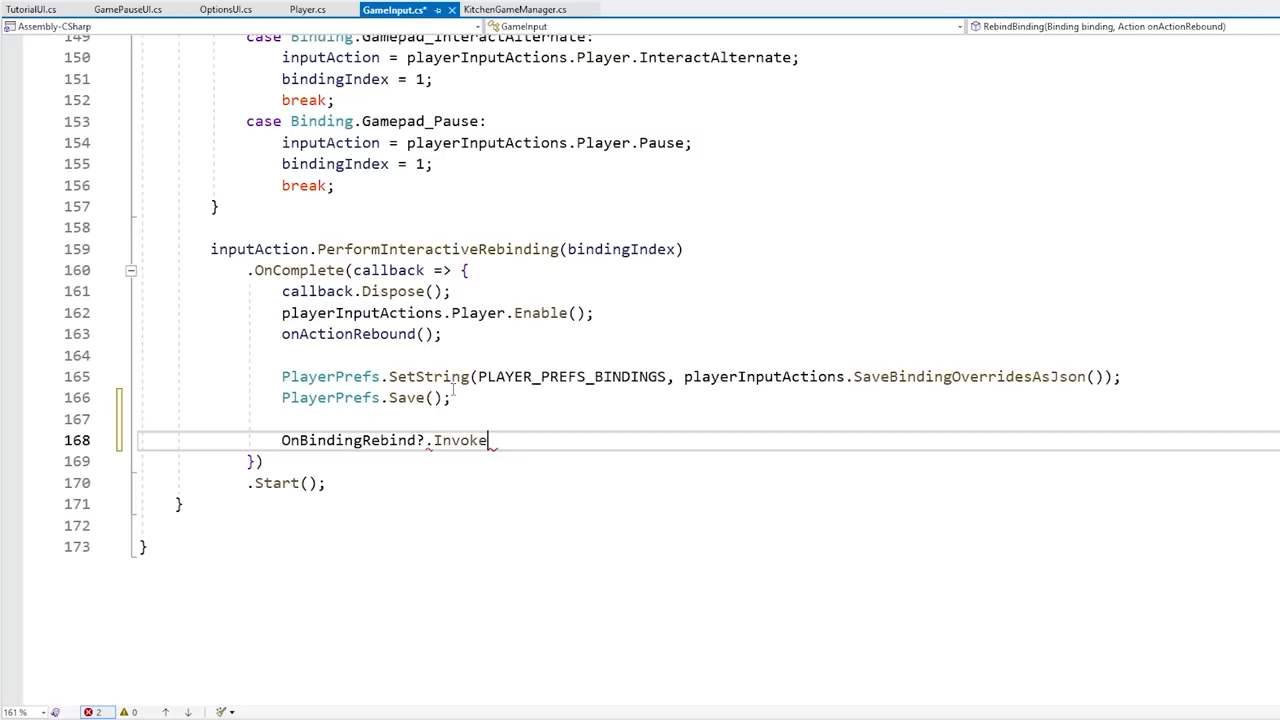 TutorialUI.cs GamePauseUI.cs OptionsUI.cs Player.cs GameInput.cs* KitchenGameManager.cs
Assembly-CSharp GameInput RebindBinding(Binding binding, Action onActionRebound)
149 case Binding.Gamepad_InteractAlternate:
150 inputAction = playerInputActions.Player.InteractAlternate;
151 bindingIndex = 1;
152 break;
153 case Binding.Gamepad_Pause:
154 inputAction = playerInputActions.Player.Pause;
155 bindingIndex = 1;
156 break;
157 }
158
159 inputAction.PerformInteractiveRebinding(bindingIndex)
160 .OnComplete(callback => {
161 callback.Dispose();
162 playerInputActions.Player.Enable();
163 onActionRebound();
164
165 PlayerPrefs.SetString(PLAYER_PREFS_BINDINGS, playerInputActions.SaveBindingOverridesAsJson());
166 PlayerPrefs.Save();
167
168 OnBindingRebind?.Invoke
169 })
170 .Start();
171 }
172
173 }
161 % 2 0